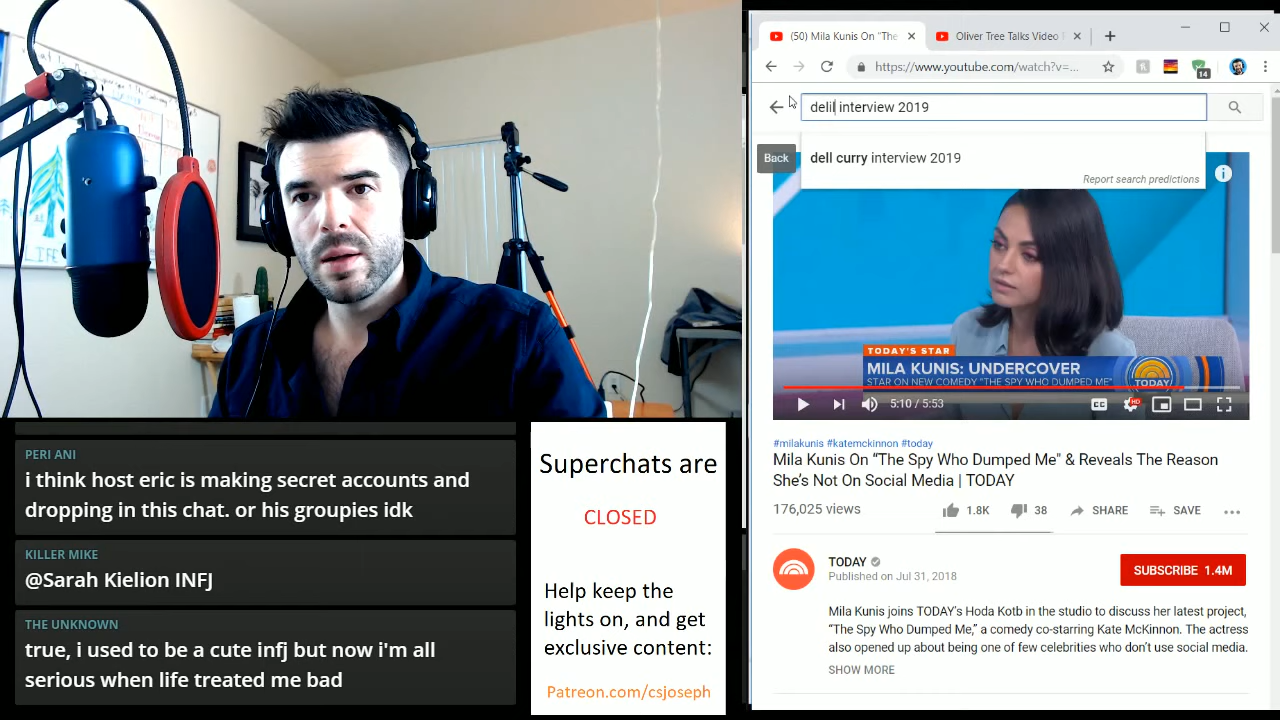 LIFE
PERI ANI
i think host eric is making secret accounts and
dropping in this chat. or his groupies idk
KILLER MIKE
@Sarah Kielion INFJ
THE UNKNOWN
true, i used to be a cute infj but now i'm all
serious when life treated me bad
Superchats are
CLOSED
Help keep the
lights on, and get
exclusive content:
Patreon.com/csjoseph
(50) Mila Kunis On "The
Oliver Tree Talks Video
https://www.youtube.com/watch?v=...
14
delil interview 2019
Back
dell curry interview 2019
Report search predictions
TODAY'S STAR
MILA KUNIS: UNDERCOVER
STAR ON NEW COMEDY "THE SPY WHO DUMPED ME"
TODAY
5:10 / 5:53
CC
HD
#milakunis #katemckinnon #today
Mila Kunis On “The Spy Who Dumped Me” & Reveals The Reason
She’s Not On Social Media | TODAY
176,025 views
1.8K
38
SHARE
SAVE
TODAY
Published on Jul 31, 2018
SUBSCRIBE 1.4M
Mila Kunis joins TODAY's Hoda Kotb in the studio to discuss her latest project,
“The Spy Who Dumped Me,” a comedy co-starring Kate McKinnon. The actress
also opened up about being one of few celebrities who don’t use social media.
SHOW MORE